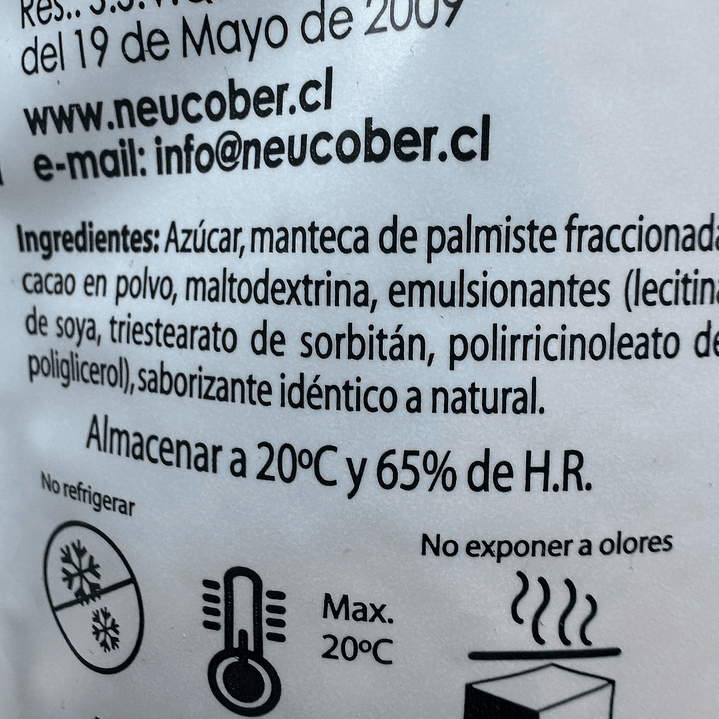 del 19 de Mayo de 2009
www.neucober.cl
e-mail: info@neucober.cl
Ingredientes: Azúcar, manteca de palmiste fraccionada
cacao en polvo, maltodextrina, emulsionantes (lecitina
de soya, triestearato de sorbitán, polirricinoleato de
poliglicerol), saborizante idéntico a natural.
Almacenar a 20ºC y 65% de H.R.
No refrigerar
No exponer a olores
Max.
20ºC